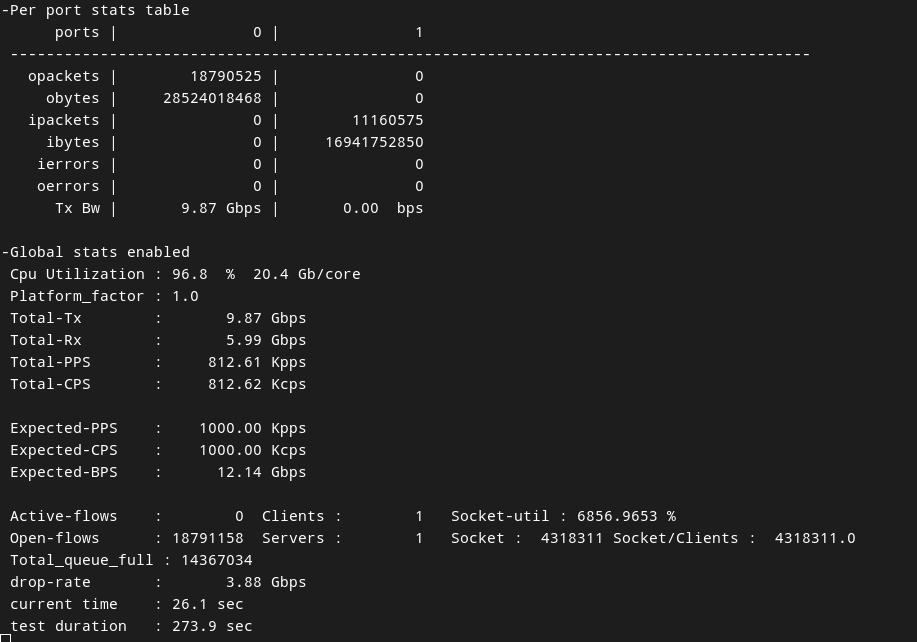 -Per port stats table
      ports |               0 |               1
 -----------------------------------------------------------------------------------------
   opackets |        18790525 |               0
     obytes |     28524018468 |               0
   ipackets |               0 |        11160575
     ibytes |               0 |     16941752850
    ierrors |               0 |               0
    oerrors |               0 |               0
      Tx Bw |       9.87 Gbps |       0.00  bps
-Global stats enabled
 Cpu Utilization : 96.8  %  20.4 Gb/core
 Platform_factor : 1.0
 Total-Tx        :       9.87 Gbps
 Total-Rx        :       5.99 Gbps
 Total-PPS       :     812.61 Kpps
 Total-CPS       :     812.62 Kcps
 Expected-PPS    :    1000.00 Kpps
 Expected-CPS    :    1000.00 Kcps
 Expected-BPS    :      12.14 Gbps
 Active-flows    :        0  Clients :        1   Socket-util : 6856.9653 %
 Open-flows      : 18791158  Servers :        1   Socket :  4318311 Socket/Clients :  4318311.0
 Total_queue_full : 14367034
 drop-rate       :       3.88 Gbps
 current time    : 26.1 sec
 test duration   : 273.9 sec